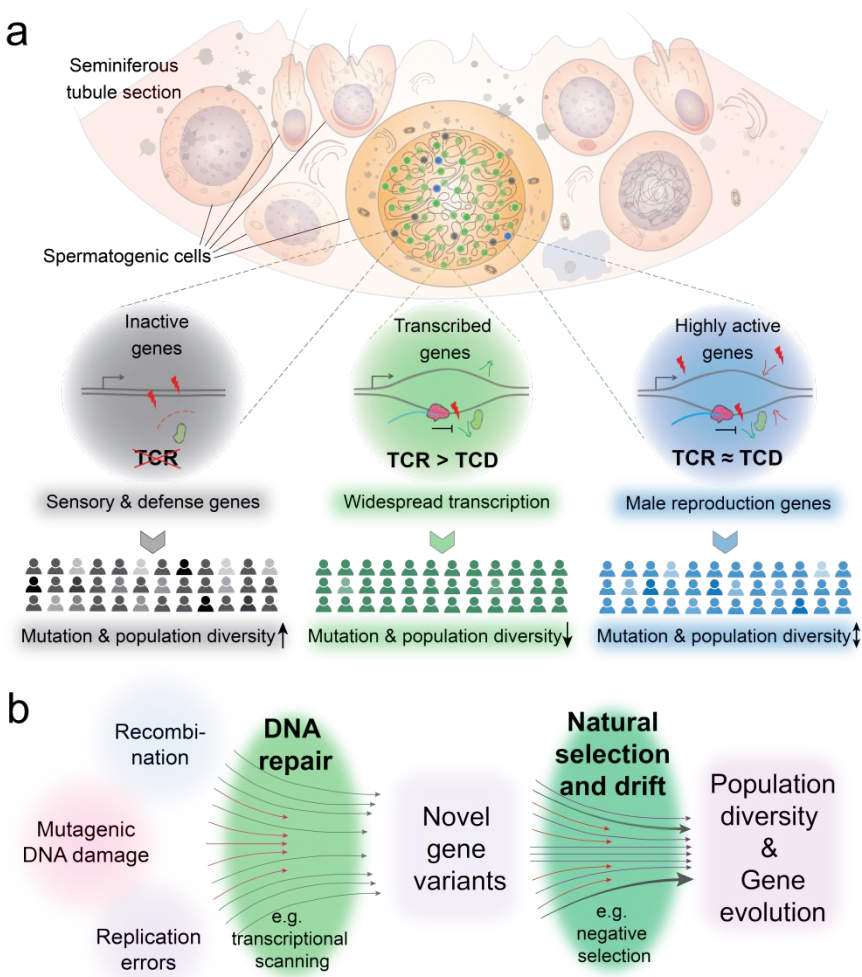 a
Seminiferous
tubule section
Spermatogenic cells
Inactive
genes
TCR
Sensory & defense genes
Mutation & population diversity
Transcribed
genes
TCR > TCD
Widespread transcription
Mutation & population diversity
Highly active
genes
TCR ≈ TCD
Male reproduction genes
Mutation & population diversity
b
Recombi-
nation
Mutagenic
DNA damage
Replication
errors
DNA
repair
e.g.
transcriptional
scanning
Novel
gene
variants
Natural
selection
and drift
e.g.
negative
selection
Population
diversity
&
Gene
evolution